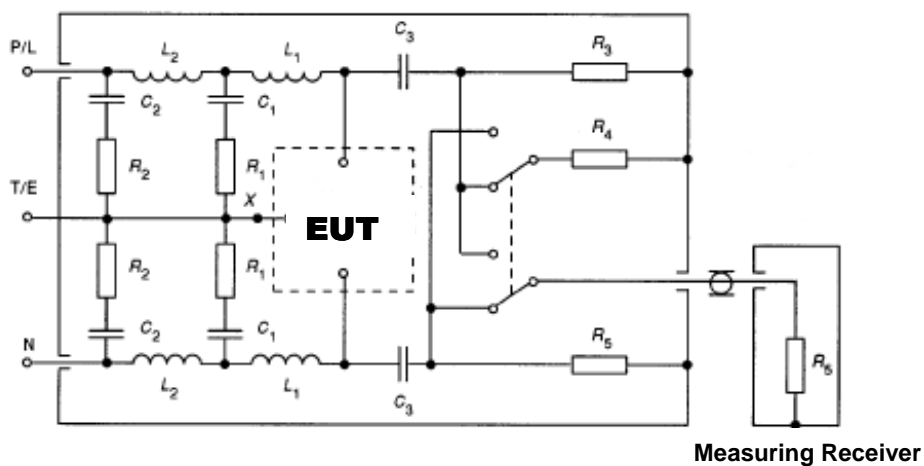 P/L
L2
L1
C3
R3
C2
C1
R4
R2
R1
T/E
X
EUT
R2
R1
C2
C1
N
L2
L1
C3
R5
R5
Measuring Receiver